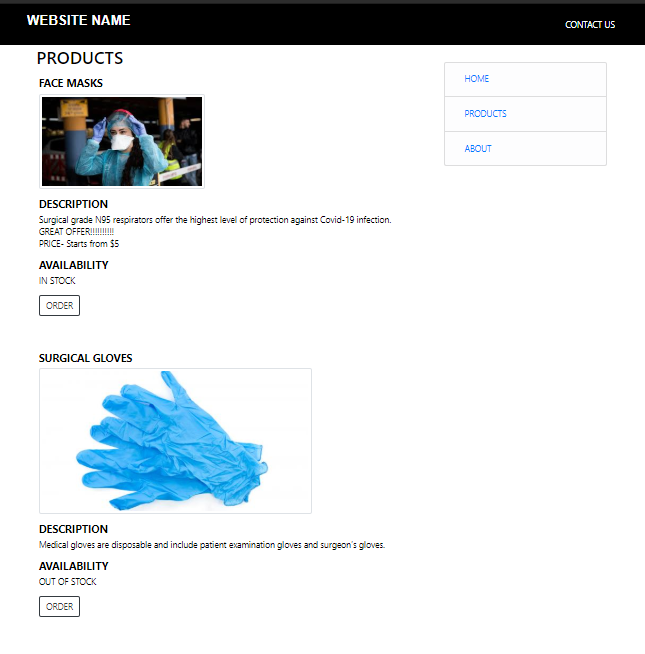 WEBSITE NAME
CONTACT US
PRODUCTS
FACE MASKS
DESCRIPTION
Surgical grade N95 respirators offer the highest level of protection against Covid-19 infection.
GREAT OFFER!!!!!!!!!!
PRICE- Starts from $5
AVAILABILITY
IN STOCK
ORDER
SURGICAL GLOVES
DESCRIPTION
Medical gloves are disposable and include patient examination gloves and surgeon's gloves.
AVAILABILITY
OUT OF STOCK
ORDER
HOME
PRODUCTS
ABOUT